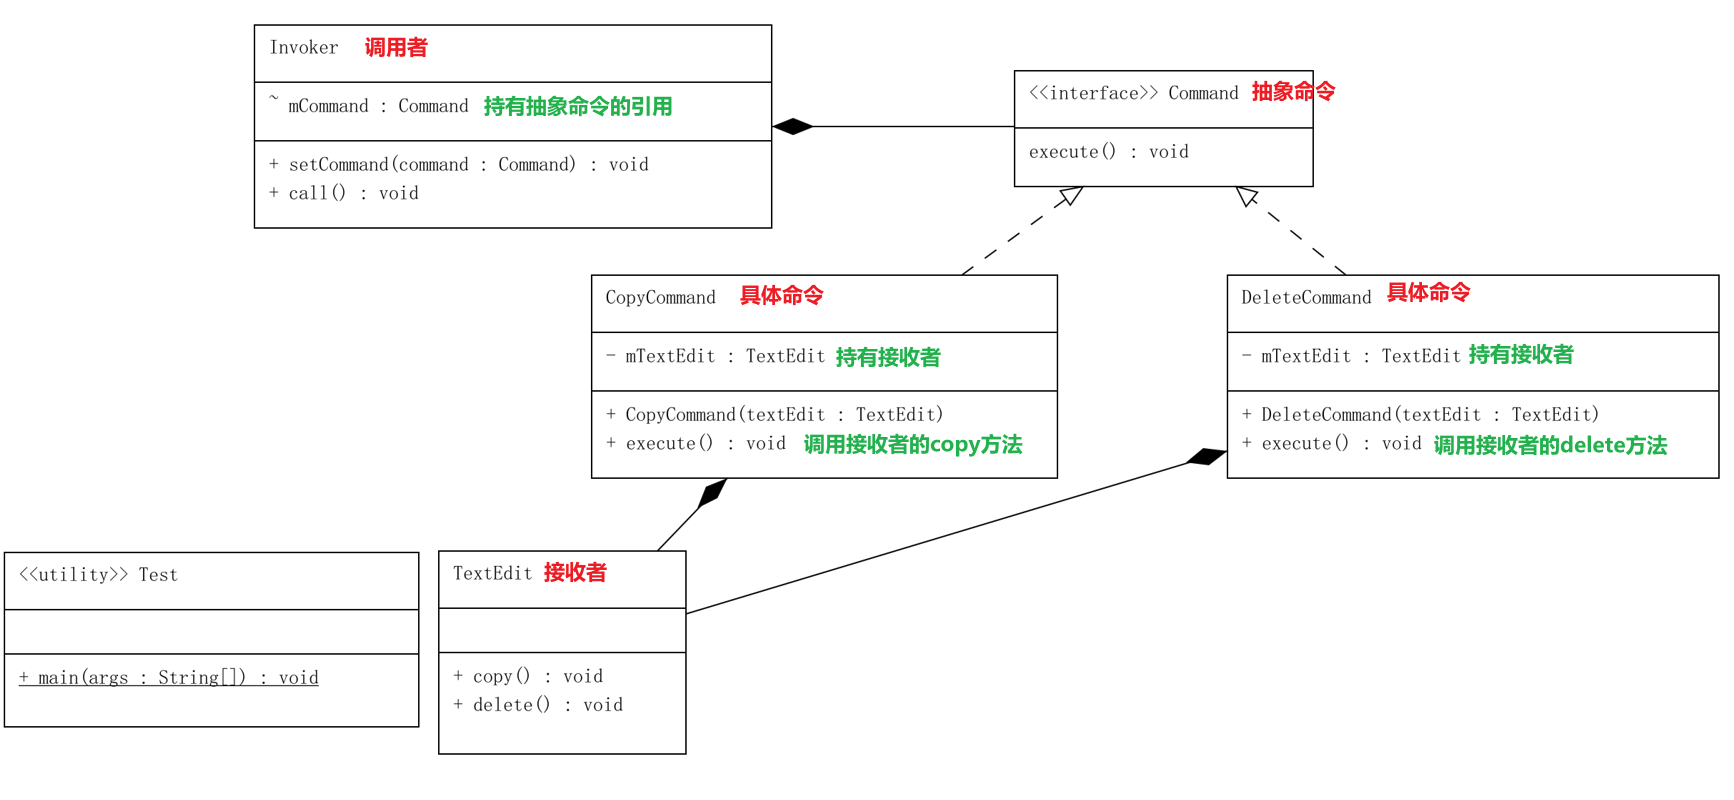 Invoker 调用者
~ mCommand : Command 持有抽象命令的引用
+ setCommand(command : Command) : void
+ call() : void
<<interface>> Command 抽象命令
execute() : void
CopyCommand 具体命令
- mTextEdit : TextEdit 持有接收者
+ CopyCommand(textEdit : TextEdit)
+ execute() : void 调用接收者的copy方法
DeleteCommand 具体命令
- mTextEdit : TextEdit 持有接收者
+ DeleteCommand(textEdit : TextEdit)
+ execute() : void 调用接收者的delete方法
<<utility>> Test
+ main(args : String[]) : void
TextEdit 接收者
+ copy() : void
+ delete() : void